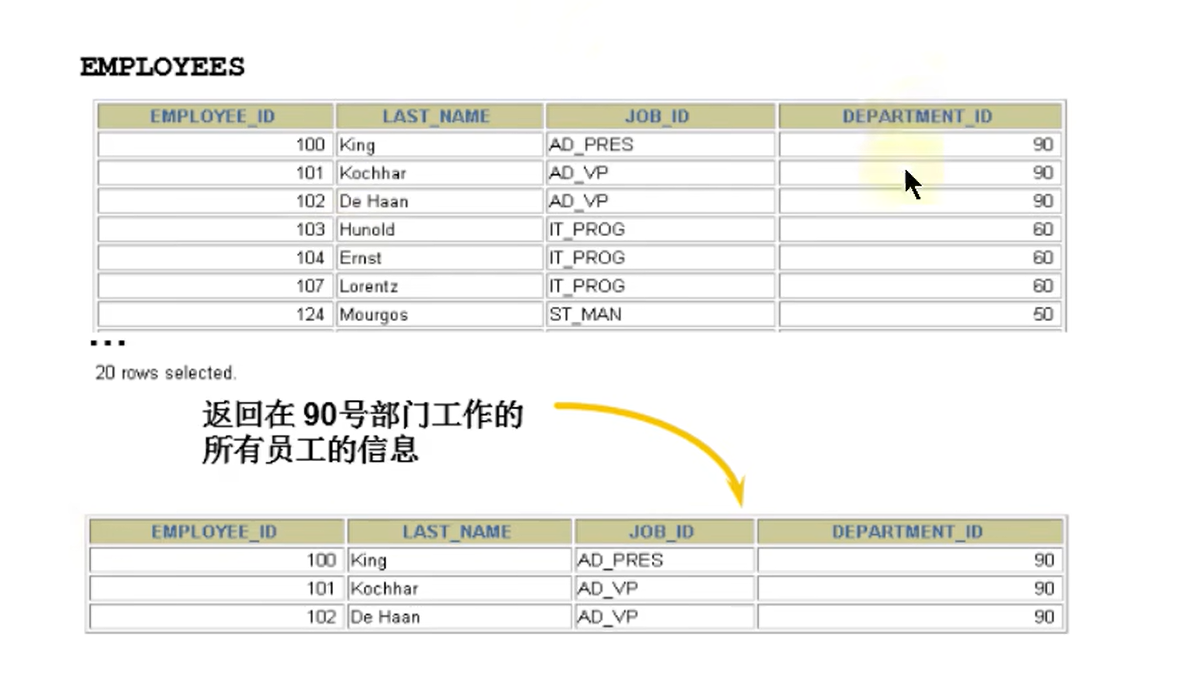 EMPLOYEES
EMPLOYEE_ID LAST_NAME JOB_ID DEPARTMENT_ID
100 King AD_PRES 90
101 Kochhar AD_VP 90
102 De Haan AD_VP 90
103 Hunold IT_PROG 60
104 Ernst IT_PROG 60
107 Lorentz IT_PROG 60
124 Mourgos ST_MAN 50
...
20 rows selected.
返回在 90号部门工作的
所有员工的信息
EMPLOYEE_ID LAST_NAME JOB_ID DEPARTMENT_ID
100 King AD_PRES 90
101 Kochhar AD_VP 90
102 De Haan AD_VP 90